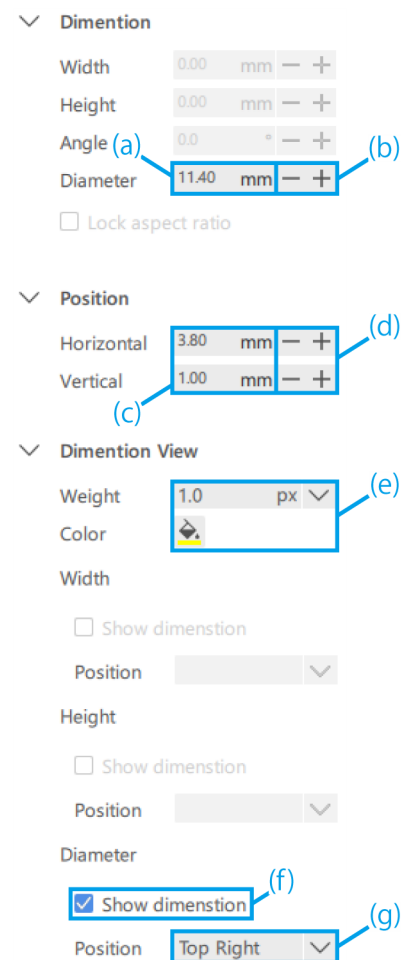 Dimention
Width 0.00 mm
Height 0.00 mm
Angle 0.0 °
(a) (b)
Diameter 11.40 mm
Lock aspect ratio
Position
(d)
Horizontal 3.80 mm
Vertical 1.00 mm
(c)
Dimention View
(e)
Weight 1.0 px
Color
Width
Show dimenstion
Position
Height
Show dimenstion
Position
Diameter
(f)
Show dimenstion
(g)
Position Top Right